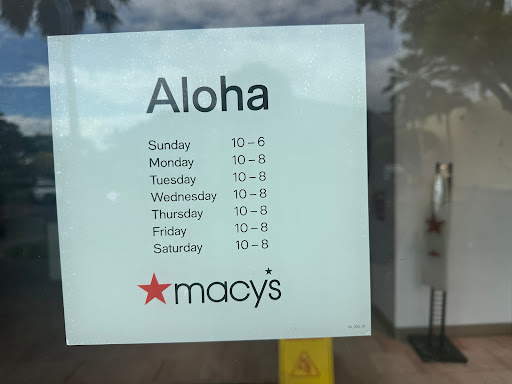 Aloha
Sunday 10 – 6
Monday 10 – 8
Tuesday 10 – 8
Wednesday 10 – 8
Thursday 10 – 8
Friday 10 – 8
Saturday 10 – 8
macy's